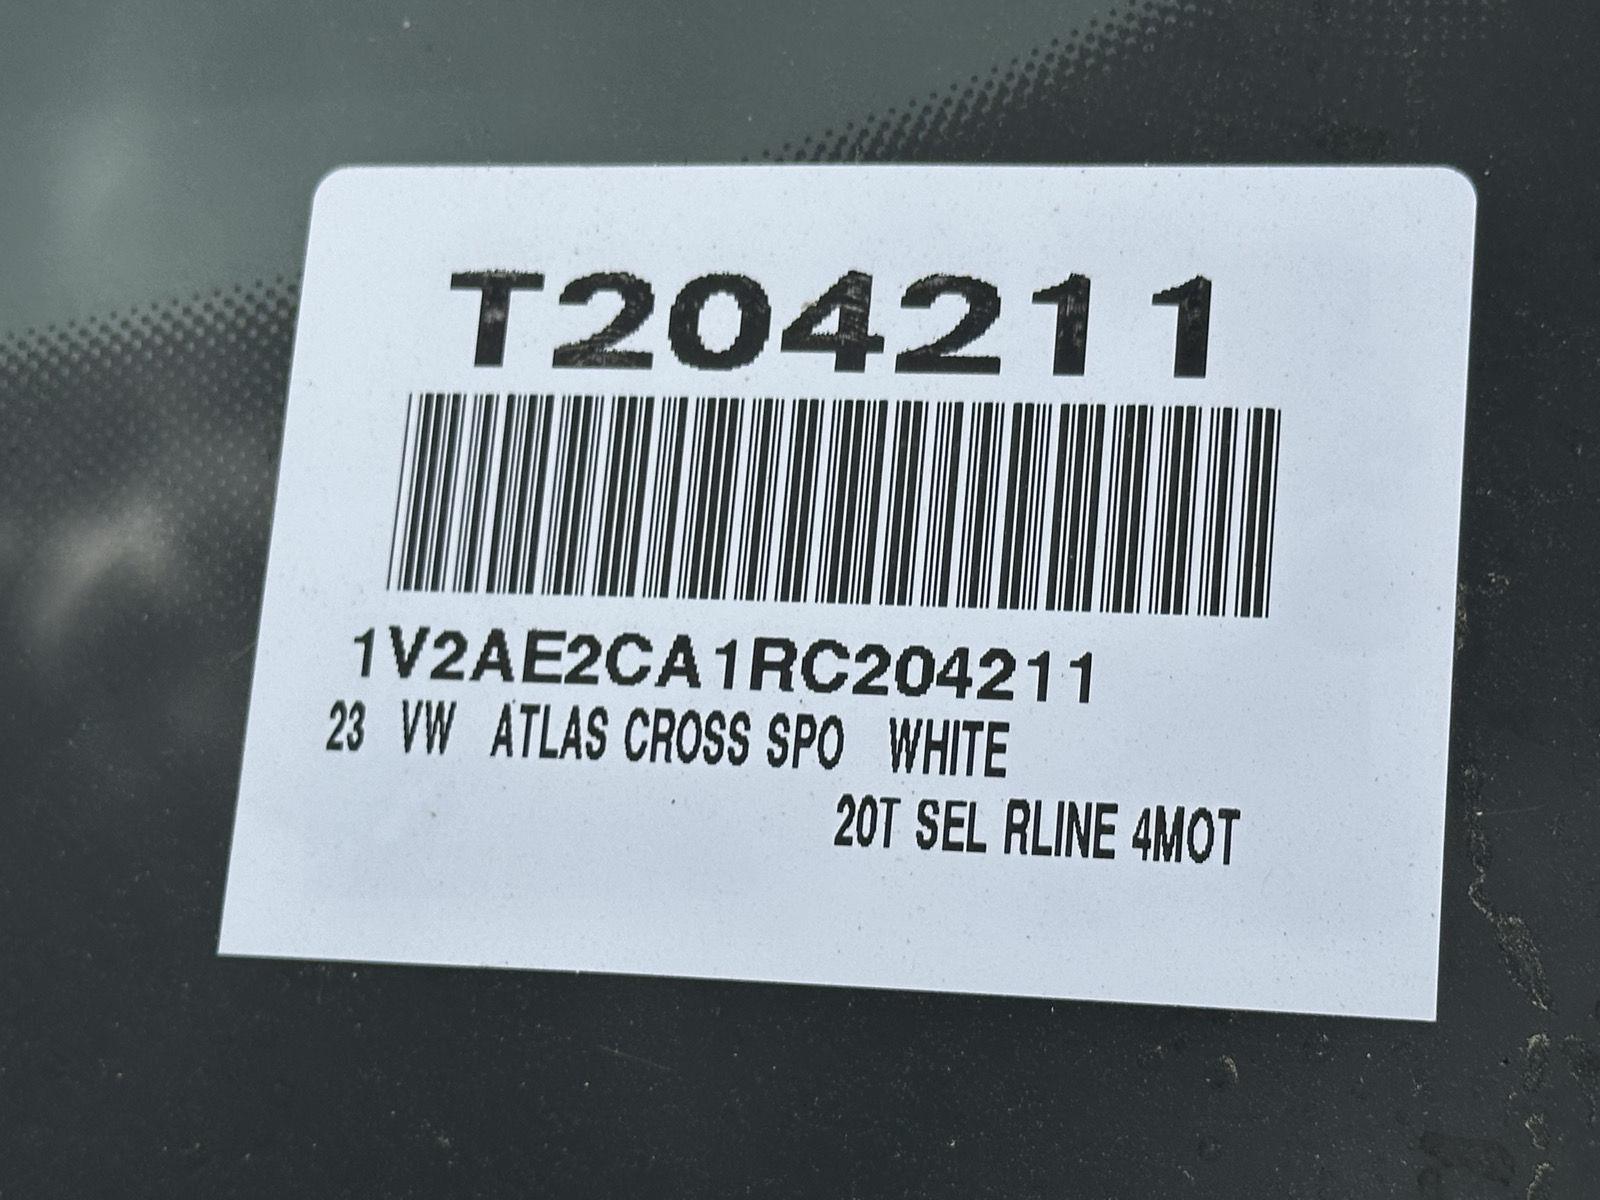 T204211
1V2AE2CA1RC204211
23 VW ATLAS CROSS SPO WHITE
20T SEL RLINE 4MOT